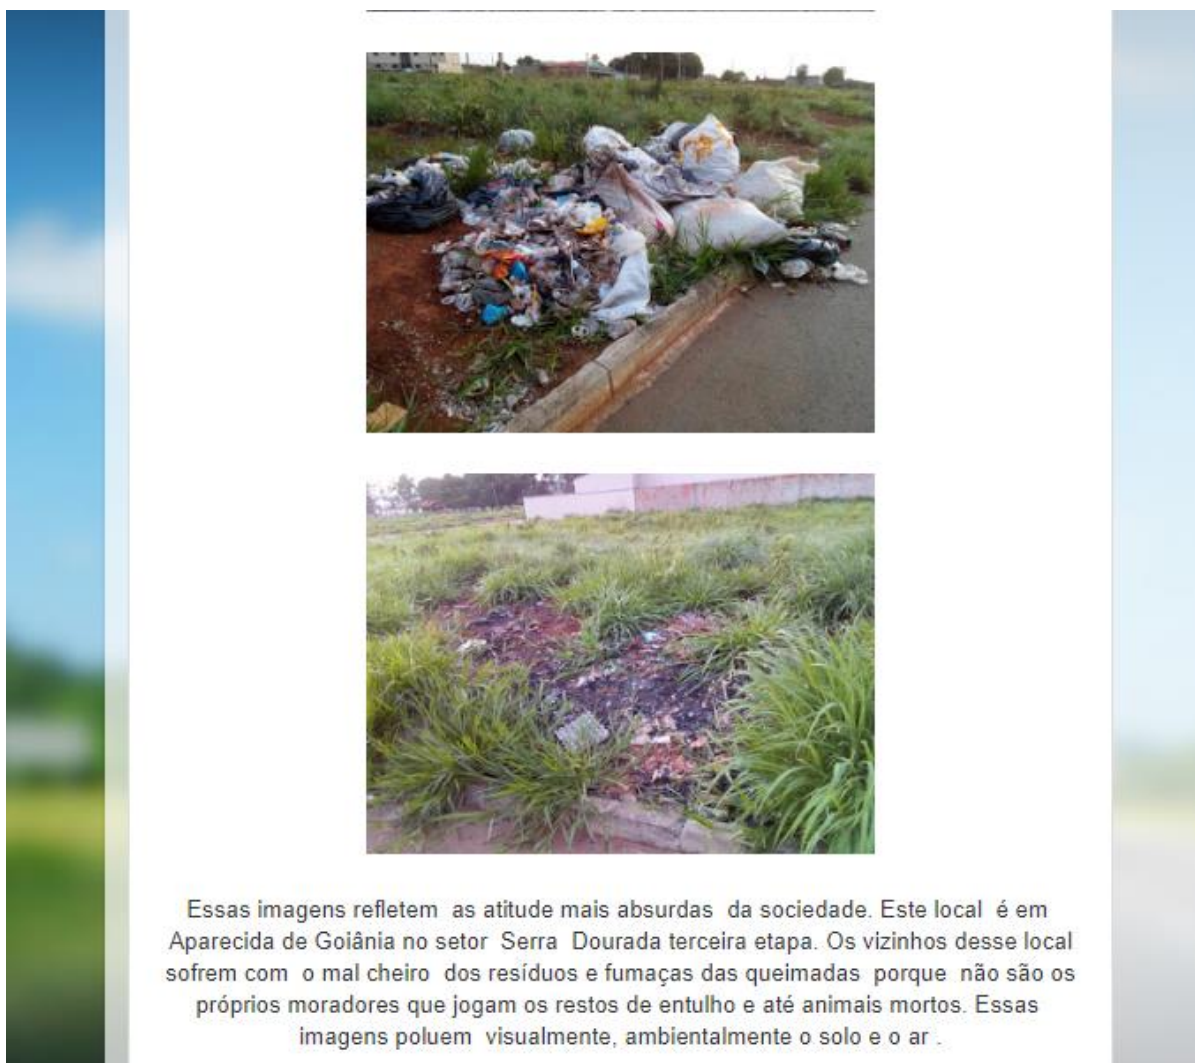 Essas imagens refletem as atitude mais absurdas da sociedade. Este local é em
Aparecida de Goiânia no setor Serra Dourada terceira etapa. Os vizinhos desse local
sofrem com o mal cheiro dos resíduos e fumaças das queimadas porque não são os
próprios moradores que jogam os restos de entulho e até animais mortos. Essas
imagens poluem visualmente, ambientalmente o solo e o ar .